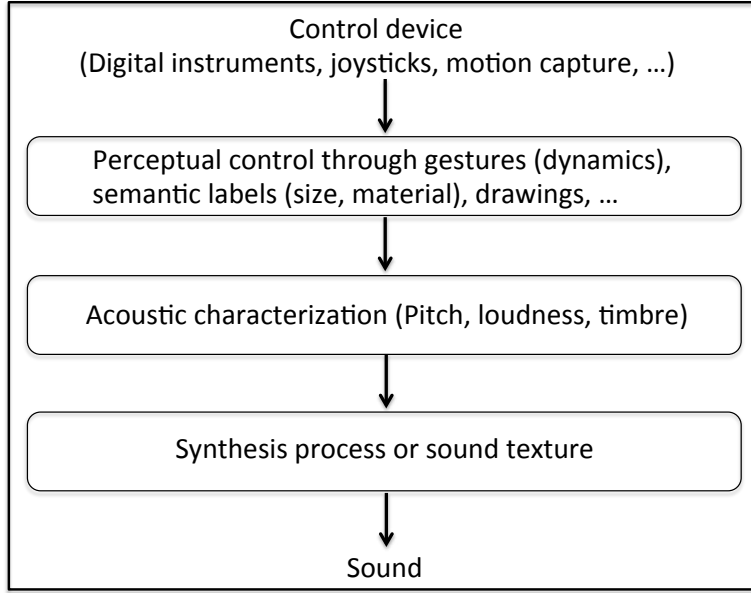 Control device
(Digital instruments, joysticks, motion capture, …)
Perceptual control through gestures (dynamics),
semantic labels (size, material), drawings, …
Acoustic characterization (Pitch, loudness, timbre)
Synthesis process or sound texture
Sound